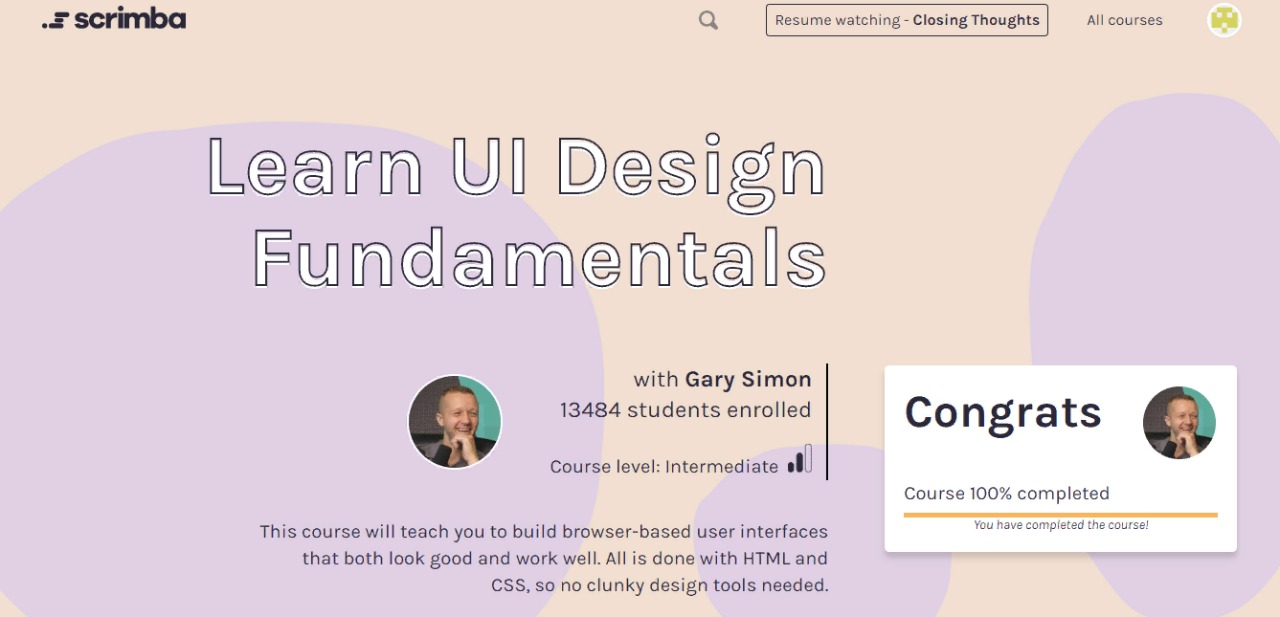 scrimba
Resume watching - Closing Thoughts
All courses
Learn UI Design
Fundamentals
with Gary Simon
13484 students enrolled
Course level: Intermediate
This course will teach you to build browser-based user interfaces
that both look good and work well. All is done with HTML and
CSS, so no clunky design tools needed.
Congrats
Course 100% completed
You have completed the course!